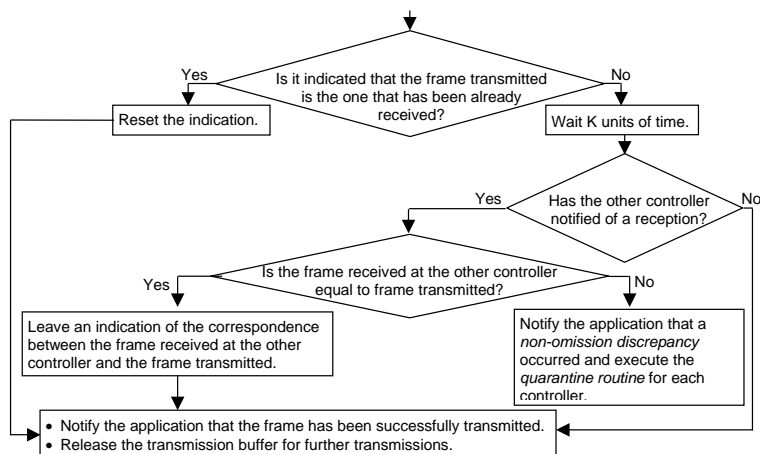 Is it indicated that the frame transmitted
is the one that has been already
received?
Yes
No
Reset the indication.
Wait K units of time.
Has the other controller
notified of a reception?
Yes
No
Is the frame received at the other controller
equal to frame transmitted?
Yes
No
Leave an indication of the correspondence
between the frame received at the other
controller and the frame transmitted.
Notify the application that a
non-omission discrepancy
occurred and execute the
quarantine routine for each
controller.
• Notify the application that the frame has been successfully transmitted.
• Release the transmission buffer for further transmissions.